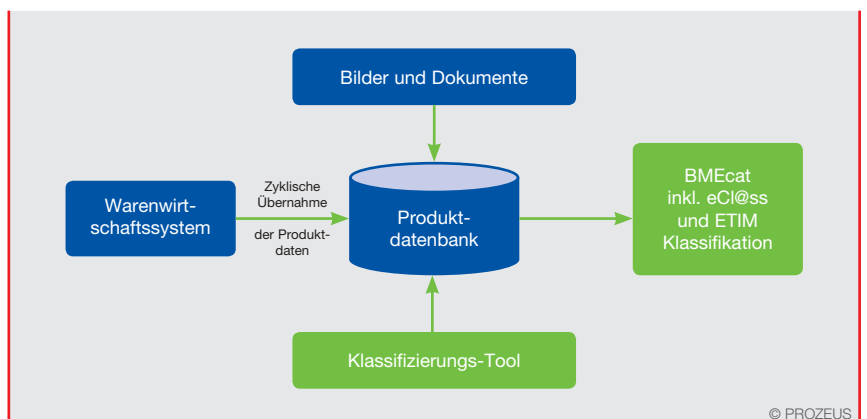 Bilder und Dokumente
Warenwirt-
schaftssystem
Zyklische
Übernahme
der Produkt-
daten
Produkt-
datenbank
BMEcat
inkl. eCl@ss
und ETIM
Klassifikation
Klassifizierungs-Tool
© PROZEUS